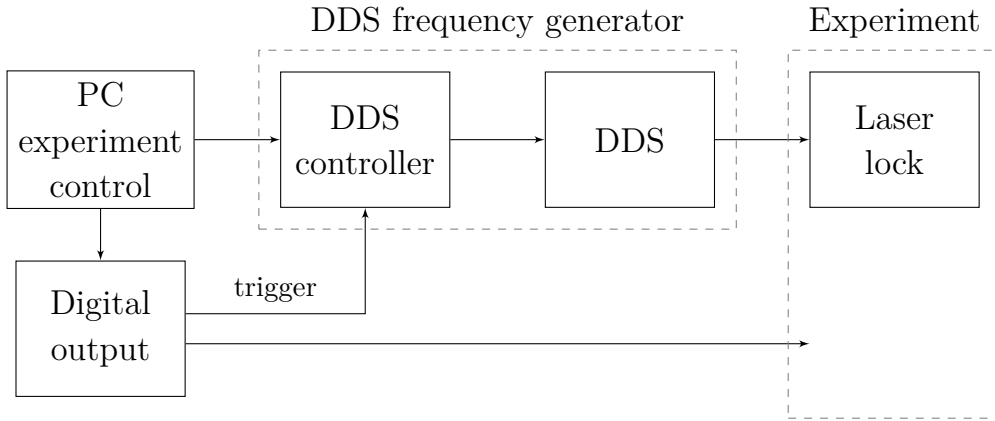 DDS frequency generator
Experiment
PC
experiment
control
DDS
controller
DDS
Laser
lock
trigger
Digital
output